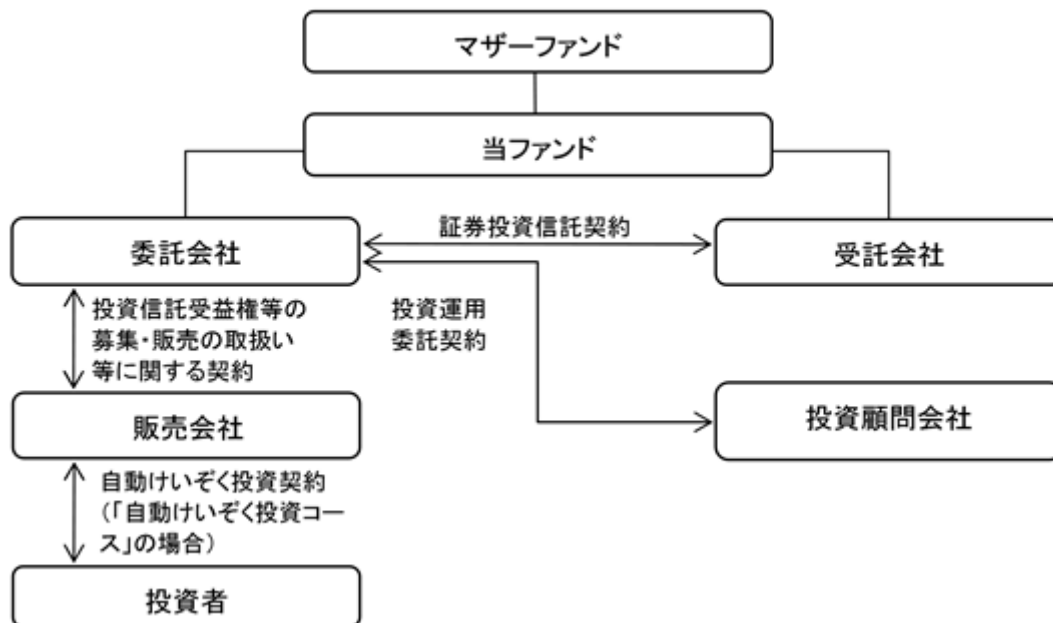 マザーファンド
当ファンド
証券投資信託契約
委託会社
受託会社
投資信託受益権等の
募集・販売の取扱い
等に関する契約
投資運用
委託契約
販売会社
投資顧問会社
自動けいぞく投資契約
(「自動けいぞく投資コー
ス」の場合)
投資者